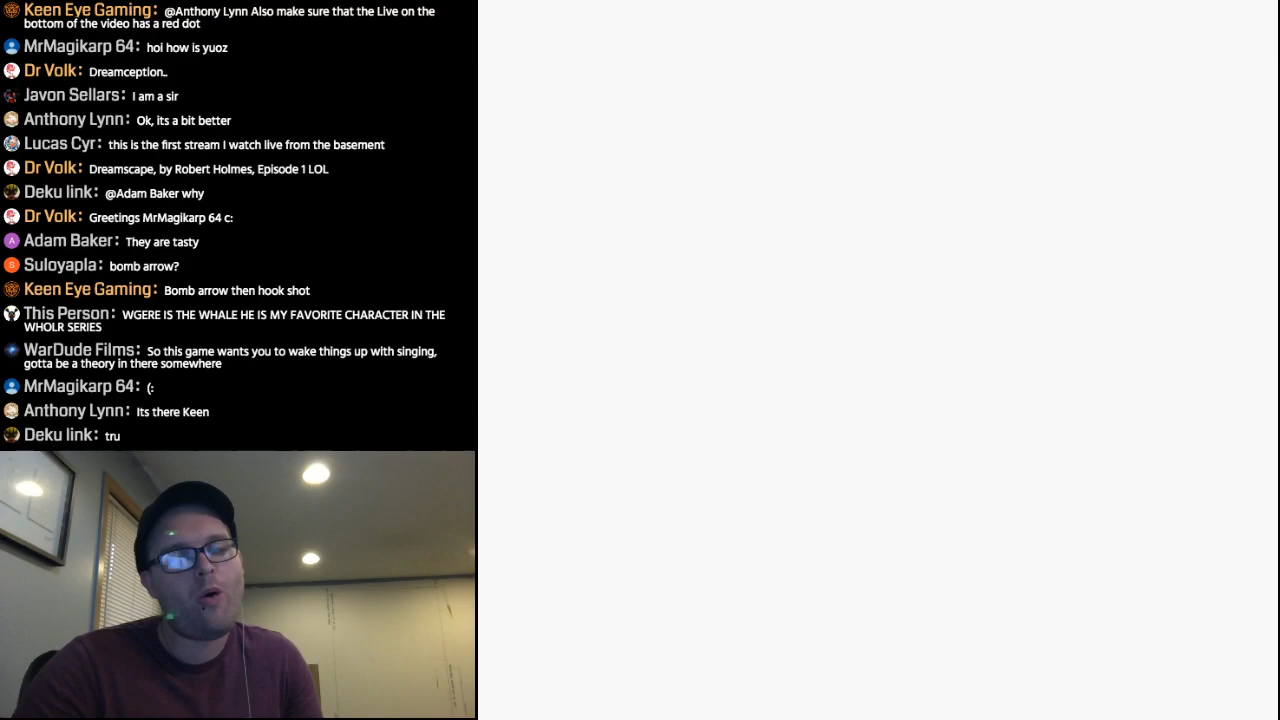 Keen Eye Gaming: @Anthony Lynn Also make sure that the Live on the
bottom of the video has a red dot
MrMagikarp 64: hoi how is yuoz
Dr Volk: Dreamception..
Javon Sellars: I am a sir
Anthony Lynn: Ok, its a bit better
Lucas Cyr: this is the first stream I watch live from the basement
Dr Volk: Dreamscape, by Robert Holmes, Episode 1 LOL
Deku link: @Adam Baker why
Dr Volk: Greetings MrMagikarp 64 c:
A Adam Baker: They are tasty
S Suloyapla: bomb arrow?
Keen Eye Gaming: Bomb arrow then hook shot
This Person: WGERE IS THE WHALE HE IS MY FAVORITE CHARACTER IN THE
WHOLR SERIES
WarDude Films: So this game wants you to wake things up with singing,
gotta be a theory in there somewhere
MrMagikarp 64: (:
Anthony Lynn: Its there Keen
Deku link: tru